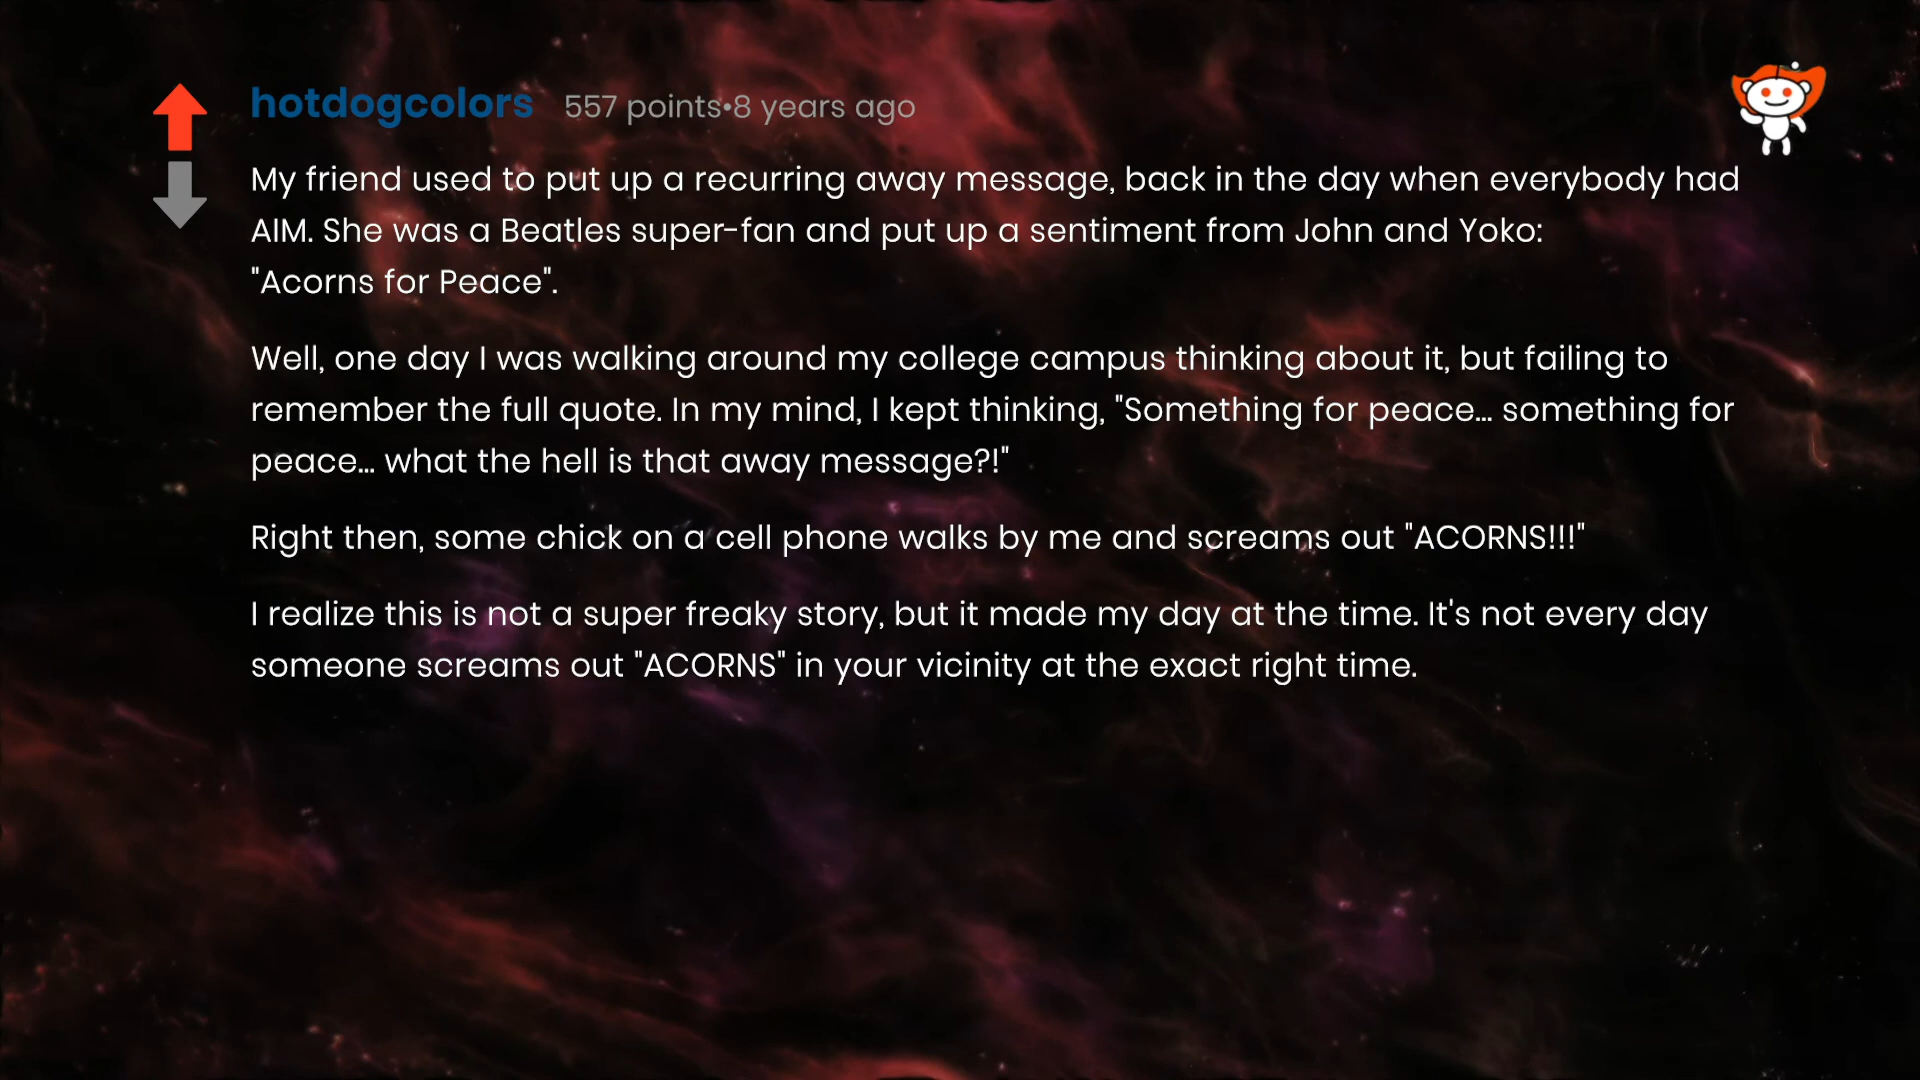 hotdogcolors 557 points•8 years ago
My friend used to put up a recurring away message, back in the day when everybody had
AIM. She was a Beatles super-fan and put up a sentiment from John and Yoko:
"Acorns for Peace".
Well, one day I was walking around my college campus thinking about it, but failing to
remember the full quote. In my mind, I kept thinking, "Something for peace... something for
peace... what the hell is that away message?!"
Right then, some chick on a cell phone walks by me and screams out "ACORNS!!!"
I realize this is not a super freaky story, but it made my day at the time. It's not every day
someone screams out "ACORNS" in your vicinity at the exact right time.